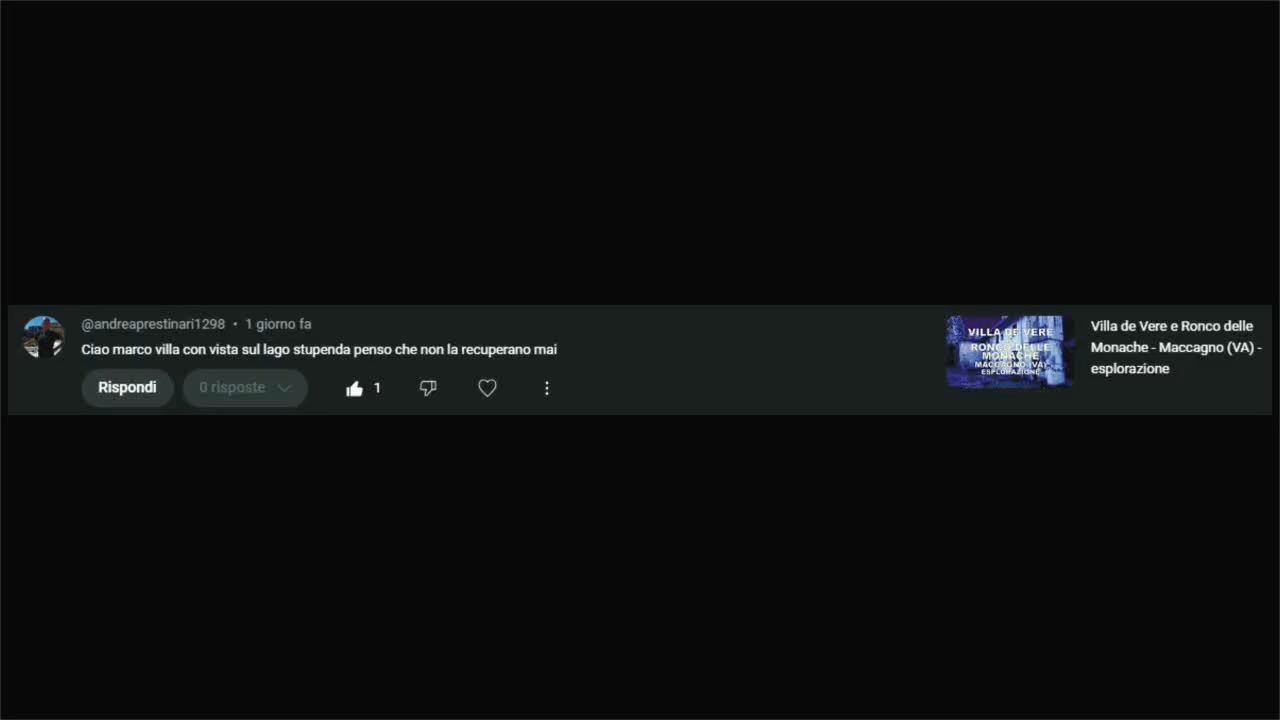 @andreaprestinari1298 • 1 giorno fa
Ciao marco villa con vista sul lago stupenda penso che non la recuperano mai
Rispondi
0 risposte
1
VILLA DE VERE
E
RONCO DELLE
MONACHE
MACCAGNO (VA) -
ESPLORAZIONE
Villa de Vere e Ronco delle
Monache - Maccagno (VA) -
esplorazione